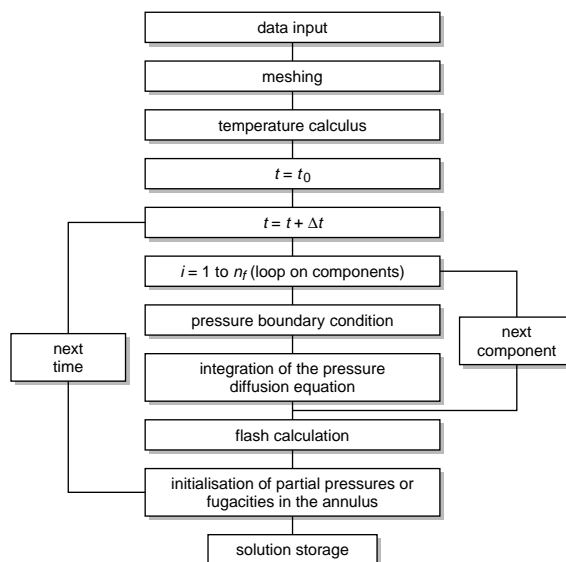 data input
meshing
temperature calculus
t = t0
t = t + Δt
i = 1 to nf (loop on components)
pressure boundary condition
next
time
next
component
integration of the pressure
diffusion equation
flash calculation
initialisation of partial pressures or
fugacities in the annulus
solution storage